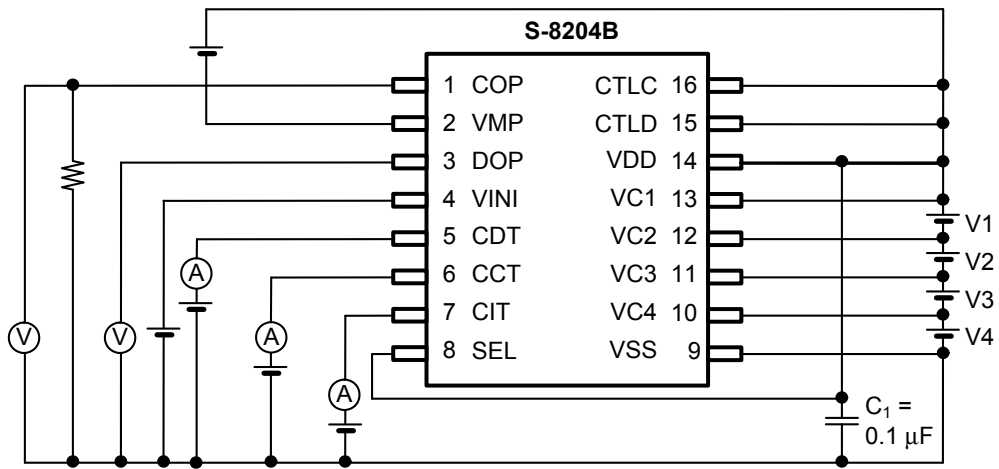 S-8204B
1 COP CTLC 16
2 VMP CTLD 15
3 DOP VDD 14
4 VINI VC1 13
5 CDT VC2 12
6 CCT VC3 11
7 CIT VC4 10
8 SEL VSS 9
V1
V2
V3
V4
A
V
V
A
A
C₁ =
0.1 μF